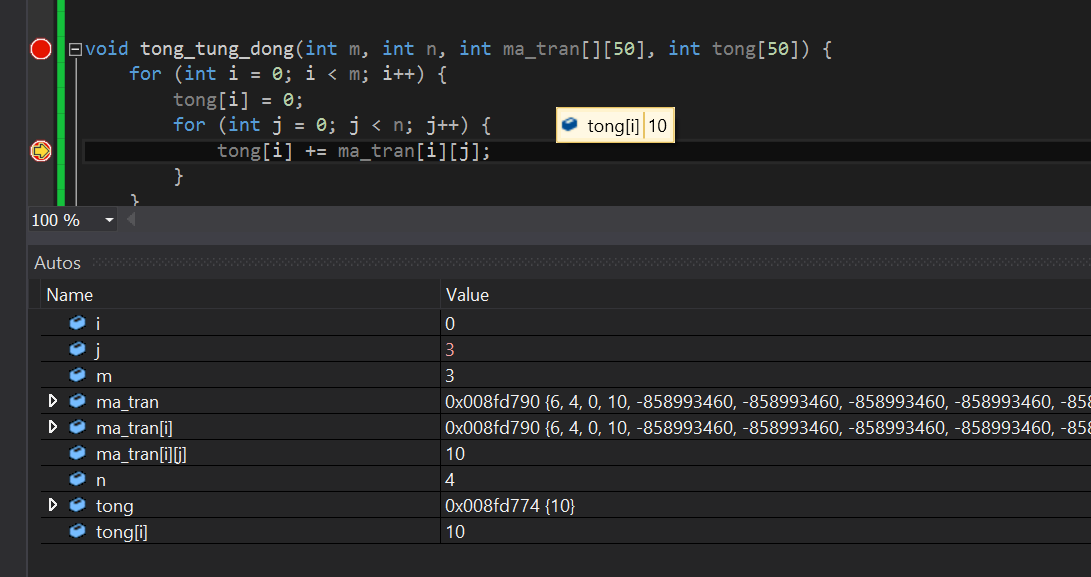 void tong_tung_dong(int m, int n, int ma_tran[][50], int tong[50]) {
for (int i = 0; i < m; i++) {
tong[i] = 0;
for (int j = 0; j < n; j++) {
tong[i] 10
tong[i] += ma_tran[i][j];
}
}
100 %
Autos
Name Value
i 0
j 3
m 3
ma_tran 0x008fd790 {6, 4, 0, 10, -858993460, -858993460, -858993460, -858993460, -85
ma_tran[i] 0x008fd790 {6, 4, 0, 10, -858993460, -858993460, -858993460, -858993460, -85
ma_tran[i][j] 10
n 4
tong 0x008fd774 {10}
tong[i] 10